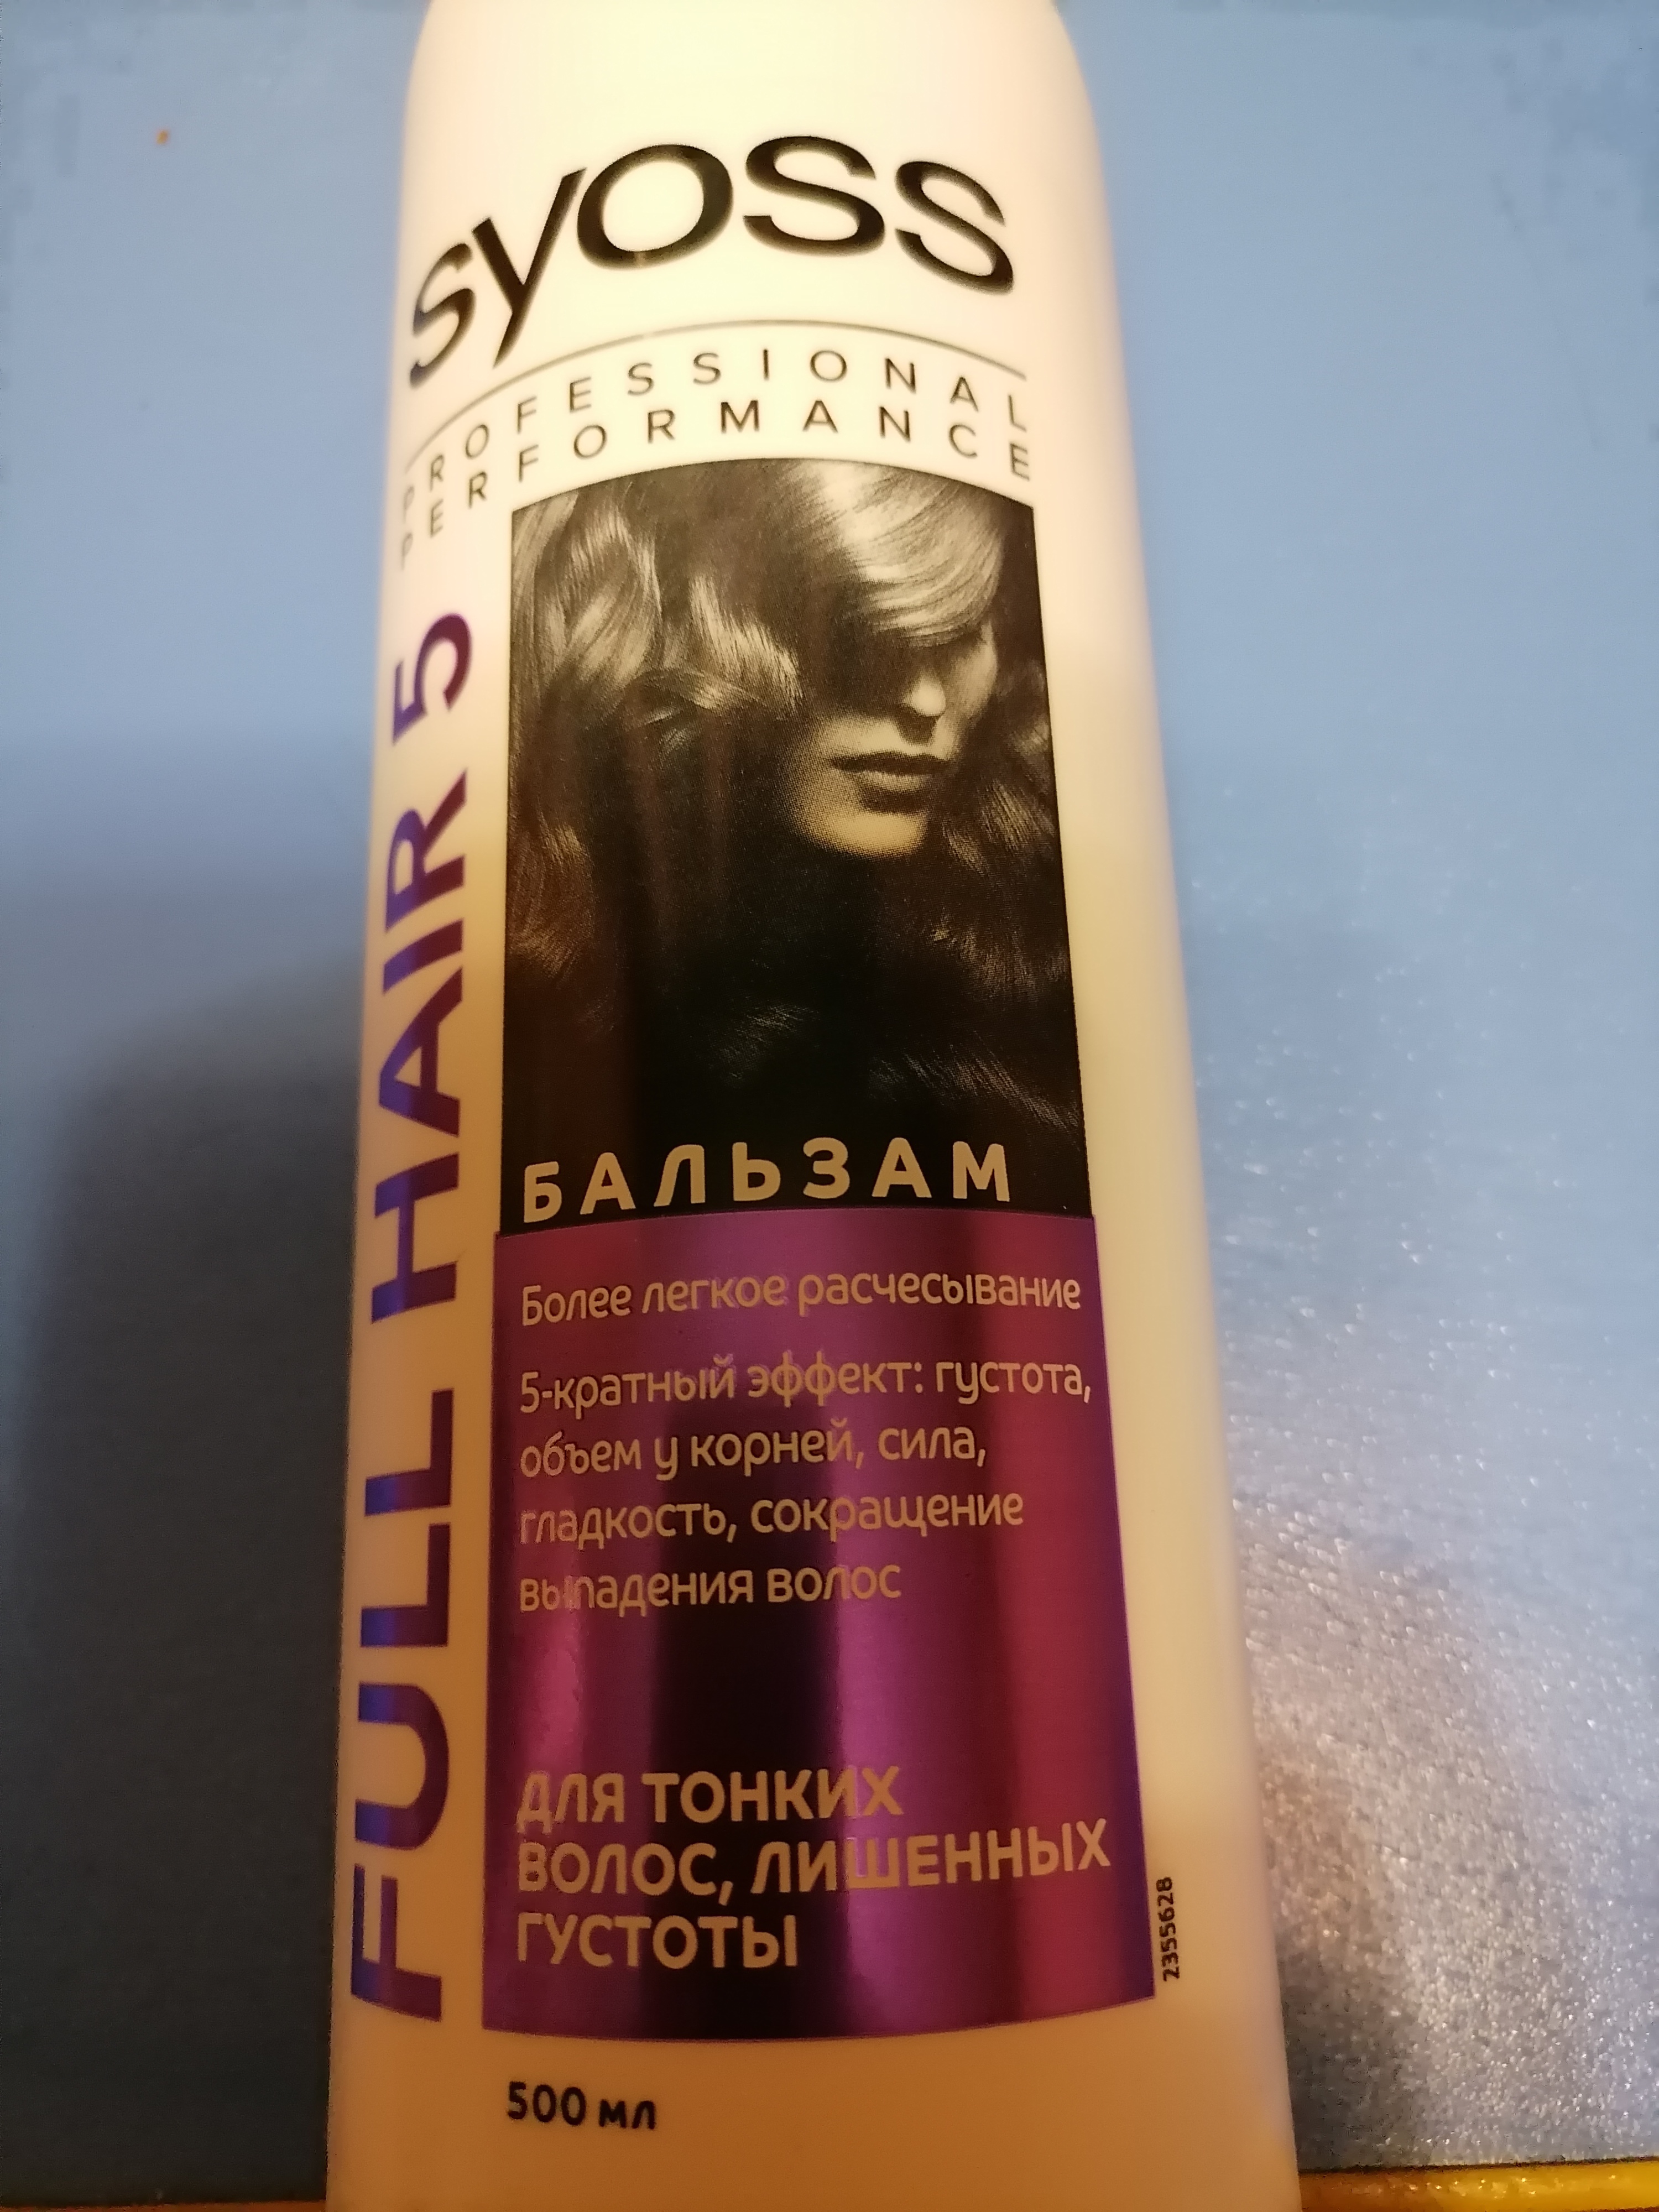 syoss
PROFESSIONAL
PERFORMANCE
FULL HAIR 5
БАЛЬЗАМ
Более легкое расчесывание
5-кратный эффект: густота,
объем у корней, сила,
гладкость, сокращение
выпадения волос
ДЛЯ ТОНКИХ
ВОЛОС, ЛИШЕННЫХ
ГУСТОТЫ
2355628
500 мл